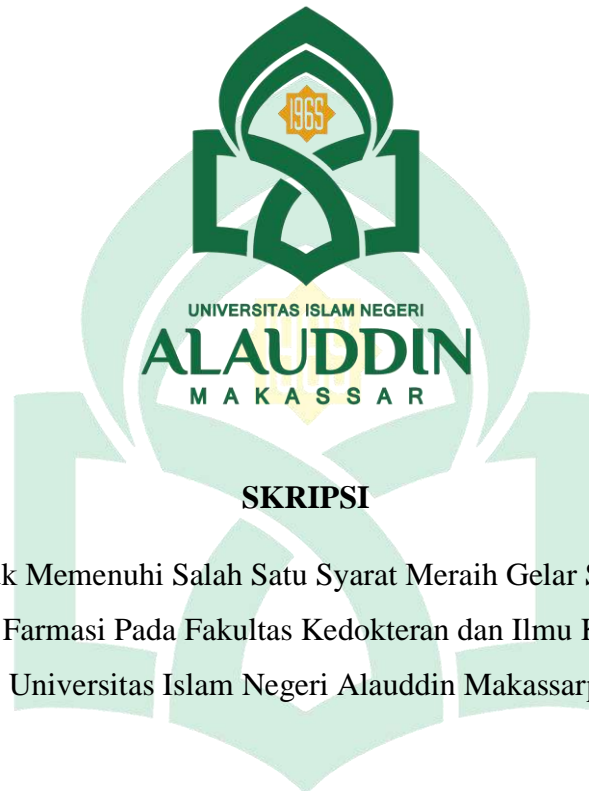 1965
UNIVERSITAS ISLAM NEGERI
ALAUDDIN
MAKASSAR
SKRIPSI
Memenuhi Salah Satu Syarat Meraih Gelar
Farmasi Pada Fakultas Kedokteran dan Ilmu
Universitas Islam Negeri Alauddin Makassar